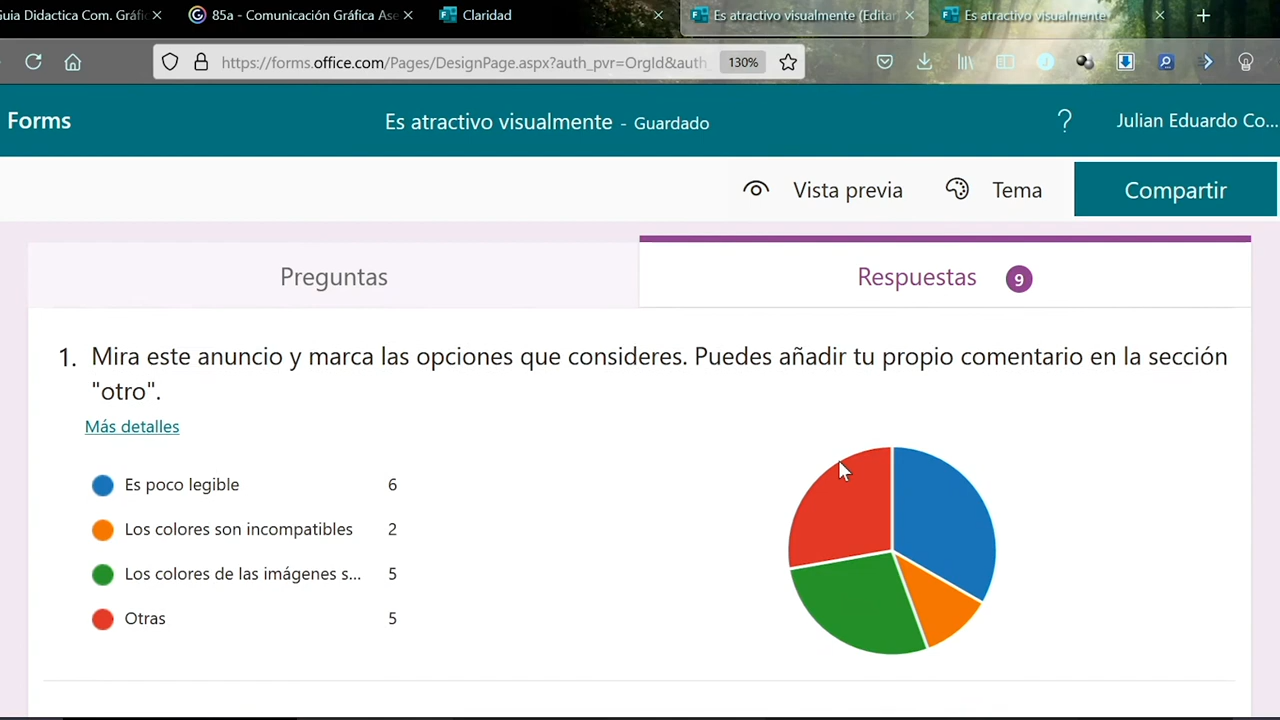 uia Didactica Com. Gráfic
85a - Comunicación Gráfica Ase
Claridad
Es atractivo visualmente (Editar
Es atractivo visualmente
https://forms.office.com/Pages/DesignPage.aspx?auth_pvr=OrgId&auth_
130%
Forms
Es atractivo visualmente - Guardado
?
Julian Eduardo Co...
Vista previa
Tema
Compartir
Preguntas
Respuestas 9
1. Mira este anuncio y marca las opciones que consideres. Puedes añadir tu propio comentario en la sección
"otro".
Más detalles
Es poco legible 6
Los colores son incompatibles 2
Los colores de las imágenes s... 5
Otras 5